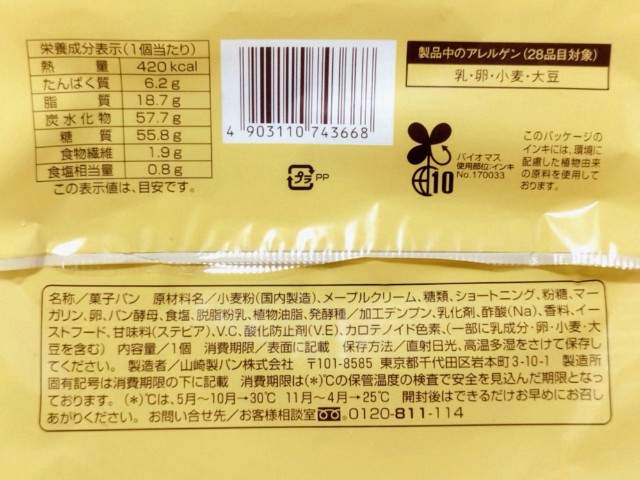 栄養成分表示(1個当たり)
熱量 420kcal
たんぱく質 6.2g
脂質 18.7g
炭水化物 57.7g
糖質 55.8g
食物繊維 1.9g
食塩相当量 0.8g
この表示値は、目安です。
4 903110 743668
プラ PP
製品中のアレルゲン(28品目対象)
乳・卵・小麦・大豆
バイオマス
使用部位:インキ
No.170033
10
このパッケージの
インキには、環境に
配慮した植物由来
の原料を使用して
おります。
名称/菓子パン 原材料名/小麦粉(国内製造)、メープルクリーム、糖類、ショートニング、粉糖、マー
ガリン、卵、パン酵母、食塩、脱脂粉乳、植物油脂、発酵種/加工デンプン、乳化剤、酢酸(Na)、香料、イー
ストフード、甘味料(ステビア)、V.C、酸化防止剤(V.E)、カロテノイド色素、(一部に乳成分・卵・小麦・大
豆を含む) 内容量/1個 消費期限/表面に記載 保存方法/直射日光、高温多湿をさけて保存し
てください。 製造者/山崎製パン株式会社 〒101-8585 東京都千代田区岩本町3-10-1 製造所
固有記号は消費期限の下に記載 消費期限は(*)℃の保管温度の検査で安全を見込んだ期限となっ
ております。(*)℃は、5月〜10月→30℃ 11月〜4月→25℃ 開封後はできるだけお早めにお召し
あがりください。 お問い合せ先/お客様相談室 0120-811-114